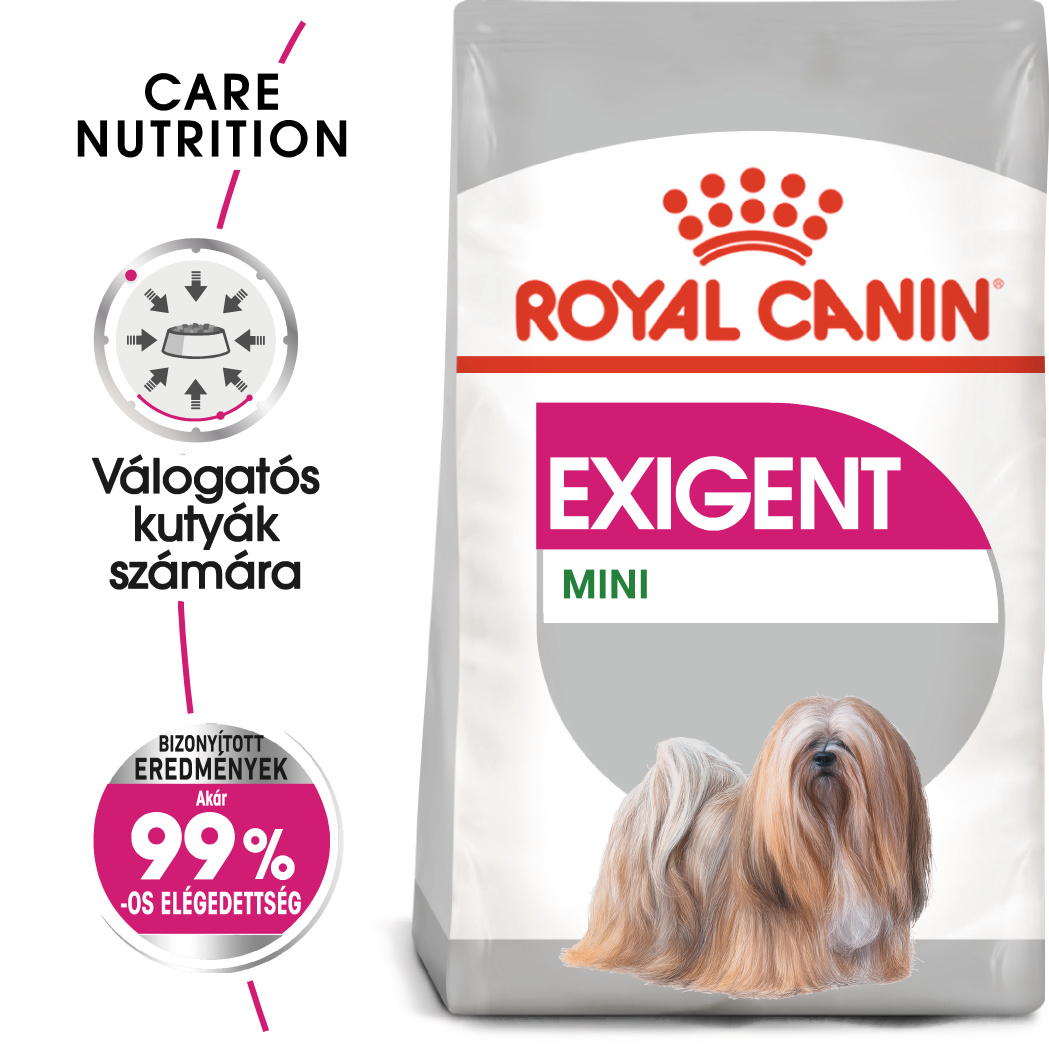 CARE
NUTRITION
Válogatós
kutyák
számára
BIZONYÍTOTT
EREDMÉNYEK
Akár
99%
-OS ELÉGEDETTSÉG
ROYAL CANIN®
EXIGENT
MINI